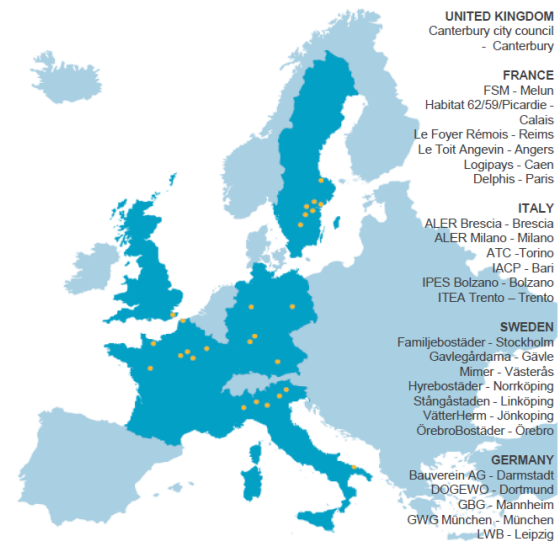 UNITED KINGDOM
Canterbury city council
- Canterbury
FRANCE
FSM - Melun
Habitat 62/59/Picardie -
Calais
Le Foyer Rémois - Reims
Le Toit Angevin - Angers
Logipays - Caen
Delphis - Paris
ITALY
ALER Brescia - Brescia
ALER Milano - Milano
ATC -Torino
IACP - Bari
IPES Bolzano - Bolzano
ITEA Trento – Trento
SWEDEN
Familjebostäder - Stockholm
Gavlegårdarna - Gävle
Mimer - Västerås
Hyrebostäder - Norrköping
Stångåstaden - Linköping
VätterHerm - Jönkoping
ÖrebroBostäder - Örebro
GERMANY
Bauverein AG - Darmstadt
DOGEWO - Dortmund
GBG - Mannheim
GWG München - München
LWB - Leipzig